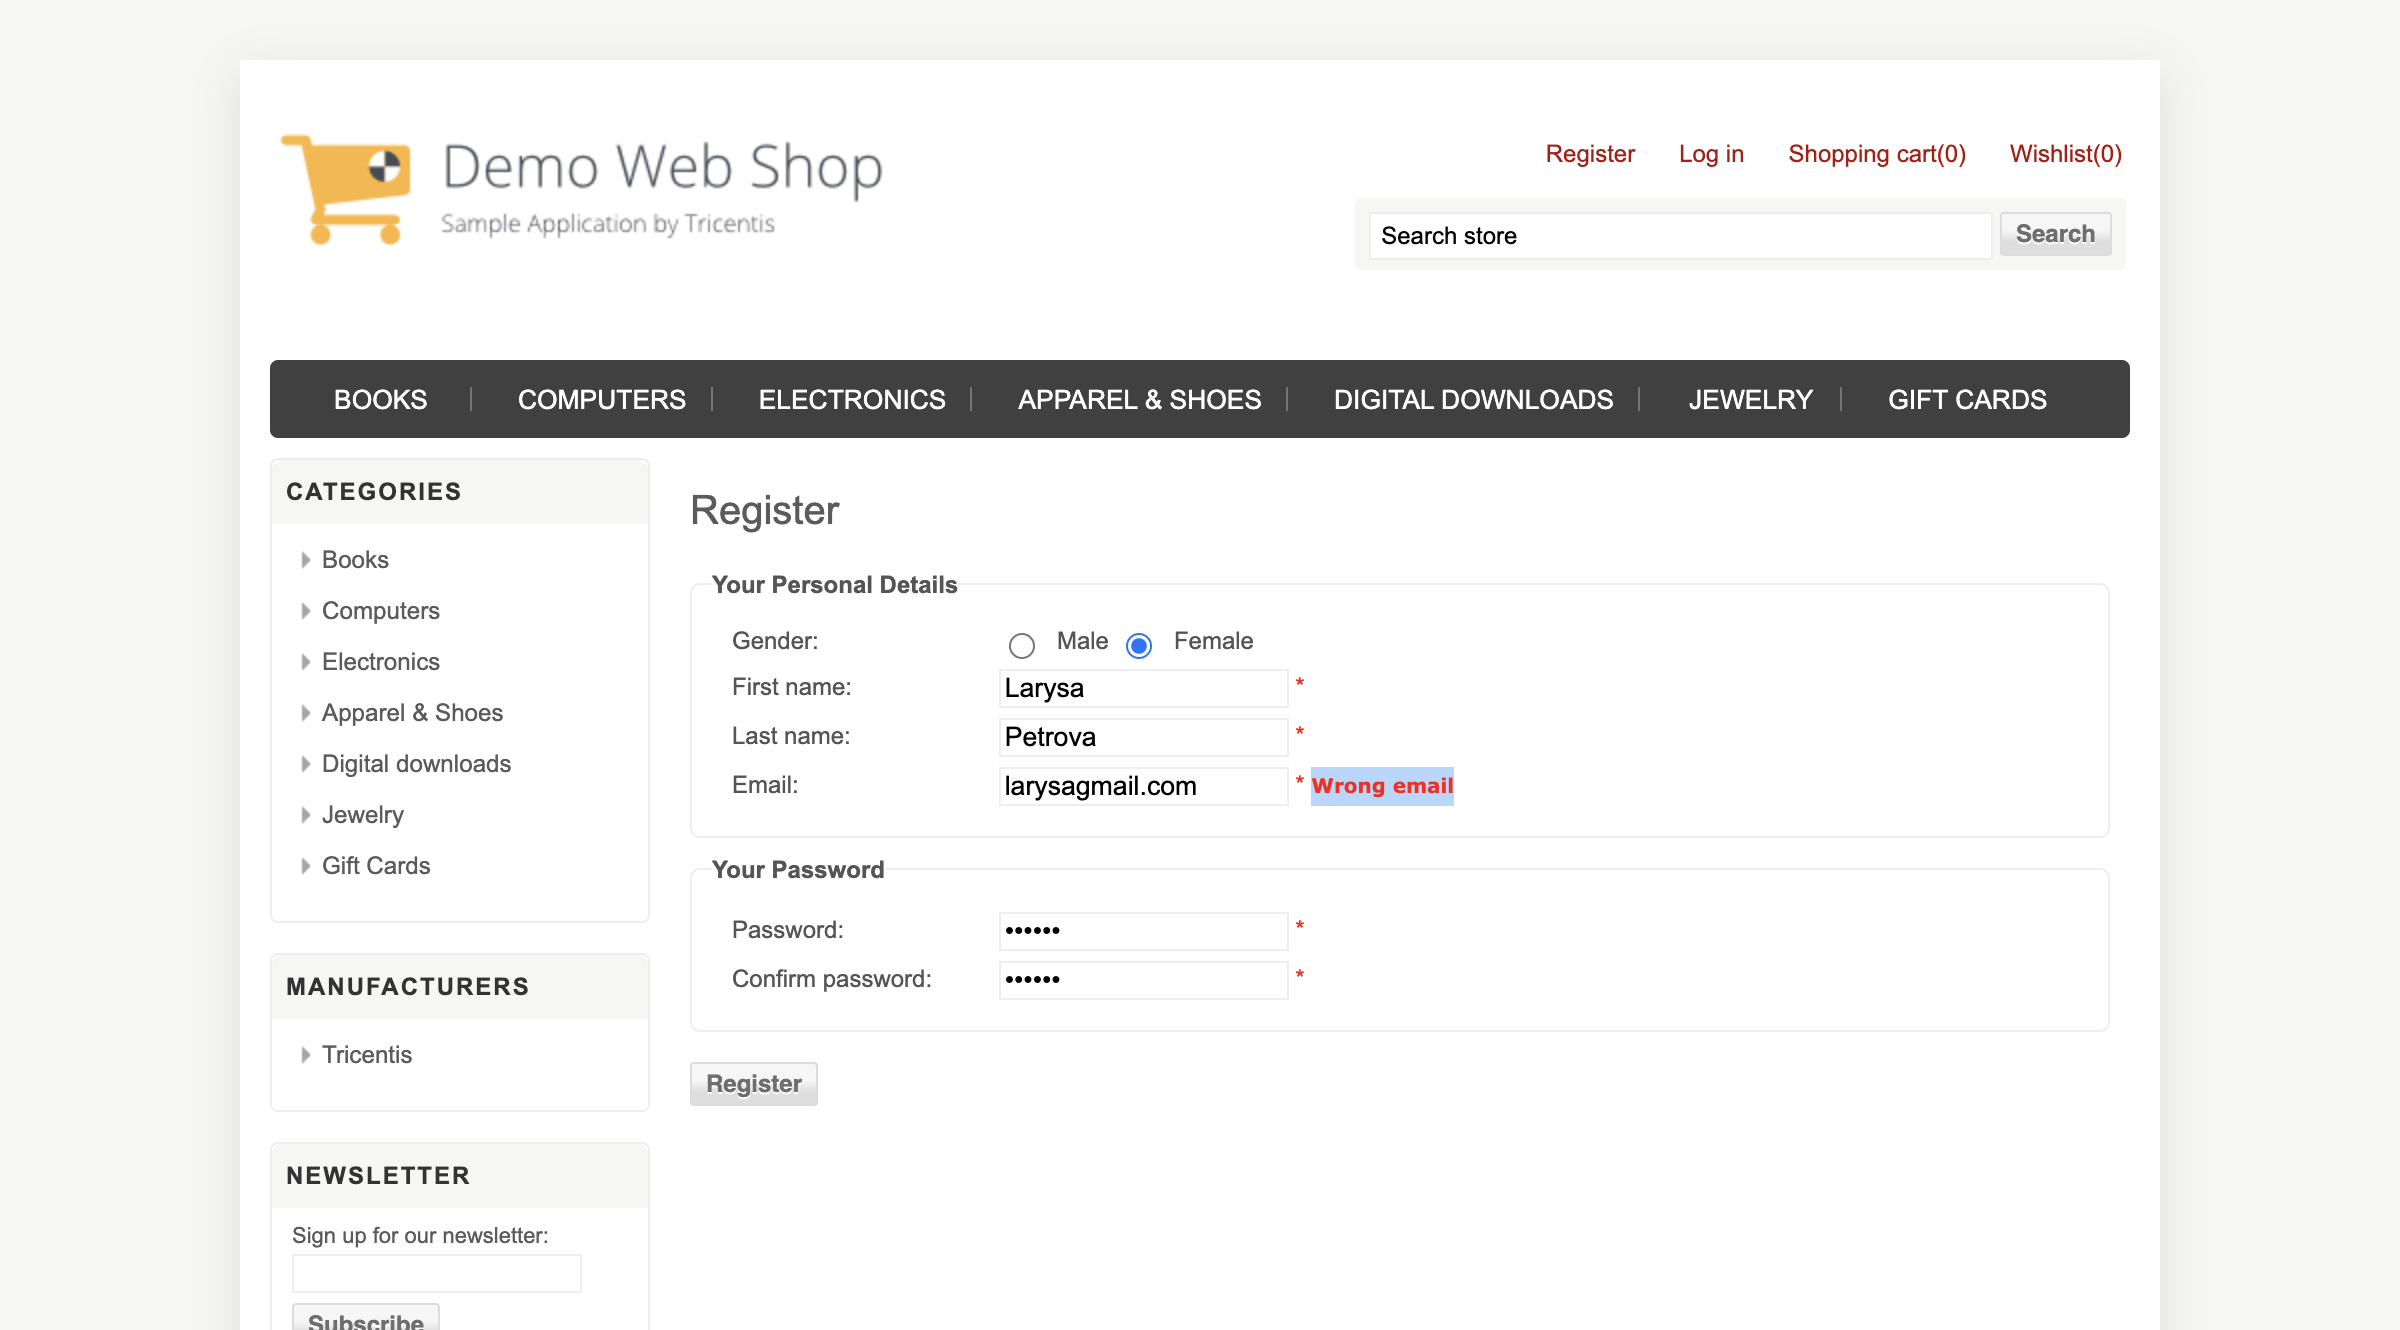 Demo Web Shop
Sample Application by Tricentis
Register Log in Shopping cart(0) Wishlist(0)
Search store Search
BOOKS COMPUTERS ELECTRONICS APPAREL & SHOES DIGITAL DOWNLOADS JEWELRY GIFT CARDS
CATEGORIES
Books
Computers
Electronics
Apparel & Shoes
Digital downloads
Jewelry
Gift Cards
MANUFACTURERS
Tricentis
NEWSLETTER
Sign up for our newsletter:
Subscribe
Register
Your Personal Details
Gender: Male Female
First name: Larysa *
Last name: Petrova *
Email: larysagmail.com * Wrong email
Your Password
Password: •••••• *
Confirm password: •••••• *
Register